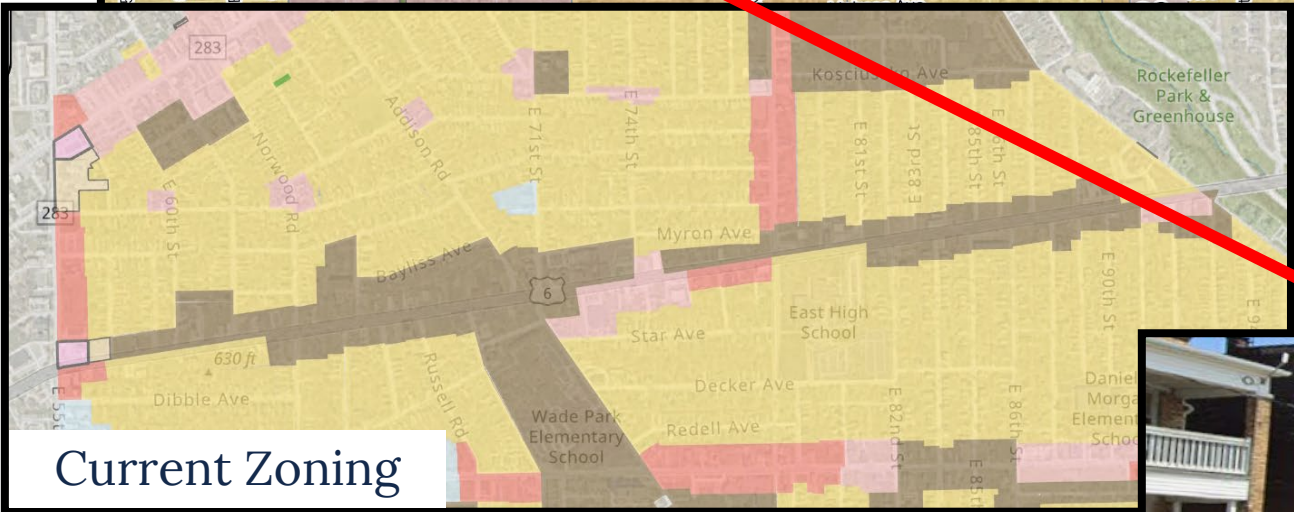 283
Kosciuszko Ave
Rockefeller
Park &
Greenhouse
Addison Rd
E 71st St
E 74th St
E 81st St
E 83rd St
E 85th St
Norwood Rd
E 60th St
283
Myron Ave
Bayliss Ave
6
E 90th St
East High
School
Star Ave
630 ft
Russell Rd
Decker Ave
Dibble Ave
E 82nd St
E 86th St
Wade Park
Elementary
School
Redell Ave
Current Zoning